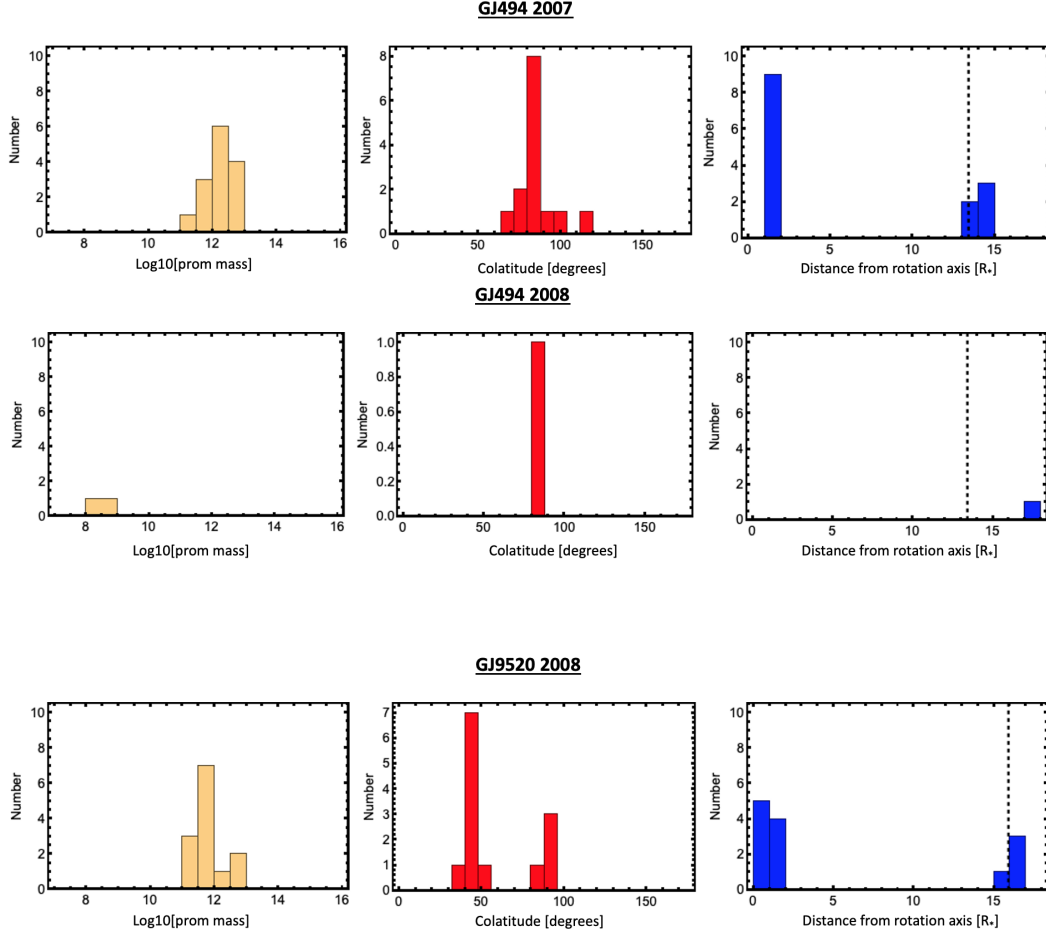 GJ494 2007
10
8
6
4
2
0
Number
8 10 12 14 16
Log10[prom mass]
8
6
4
2
0
Number
0 50 100 150
Colatitude [degrees]
10
8
6
4
2
0
Number
0 5 10 15
Distance from rotation axis [R*]
GJ494 2008
10
8
6
4
2
0
Number
8 10 12 14 16
Log10[prom mass]
1.0
0.8
0.6
0.4
0.2
0.0
Number
0 50 100 150
Colatitude [degrees]
10
8
6
4
2
0
Number
0 5 10 15
Distance from rotation axis [R*]
GJ9520 2008
10
8
6
4
2
0
Number
8 10 12 14 16
Log10[prom mass]
7
6
5
4
3
2
1
0
Number
0 50 100 150
Colatitude [degrees]
10
8
6
4
2
0
Number
0 5 10 15
Distance from rotation axis [R*]